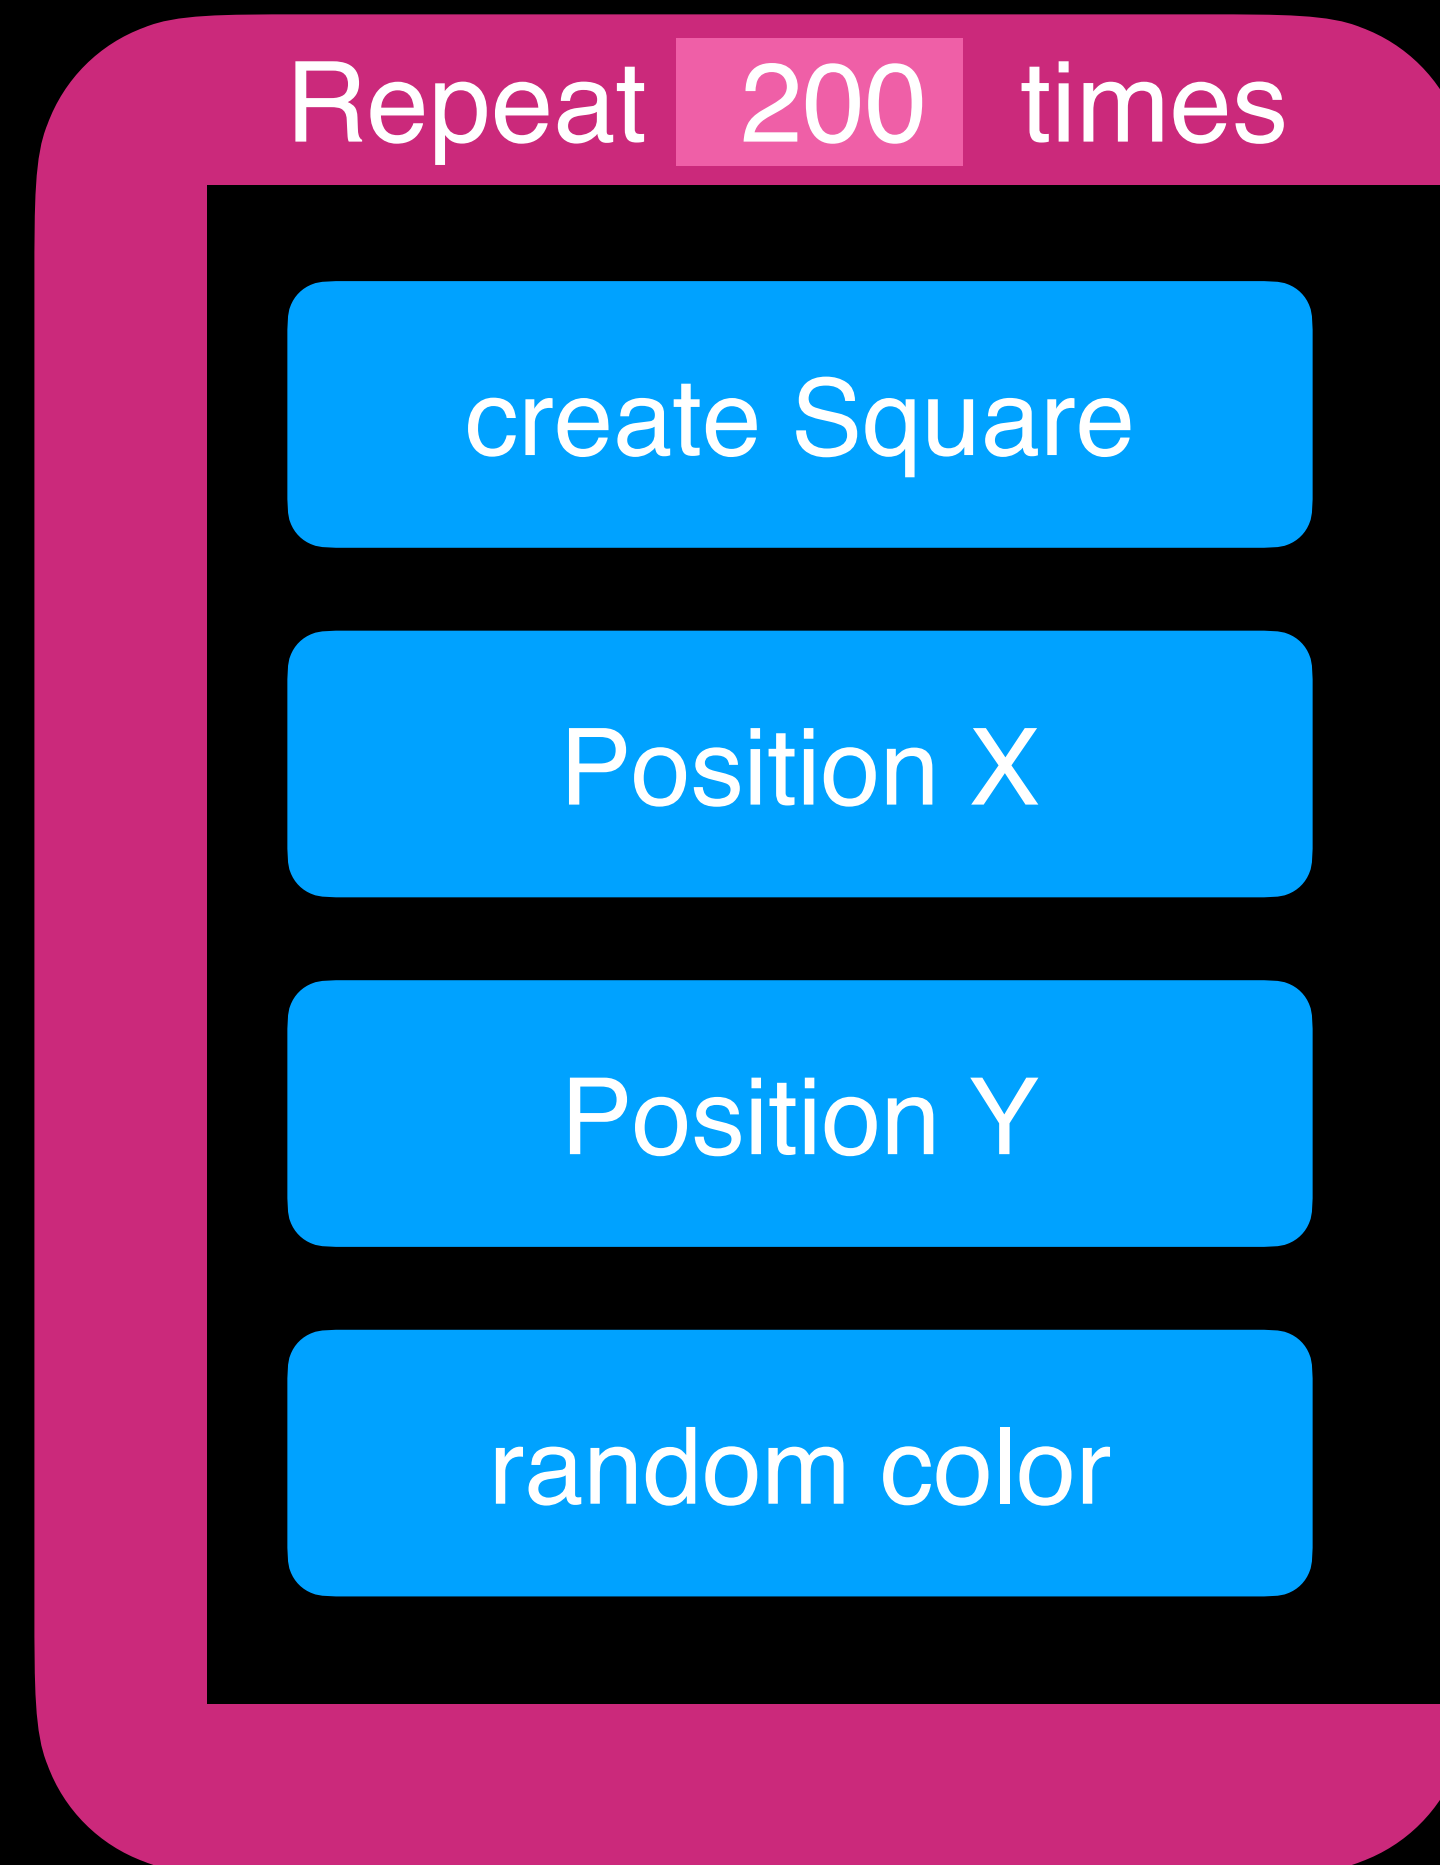 Repeat 200 times
create Square
Position X
Position Y
random color